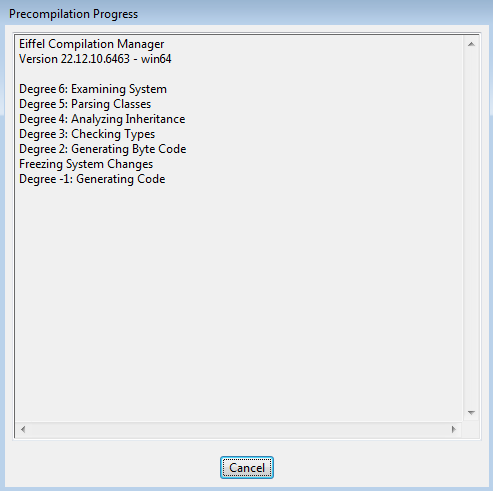 Precompilation Progress
Eiffel Compilation Manager
Version 22.12.10.6463 - win64
Degree 6: Examining System
Degree 5: Parsing Classes
Degree 4: Analyzing Inheritance
Degree 3: Checking Types
Degree 2: Generating Byte Code
Freezing System Changes
Degree -1: Generating Code
Cancel